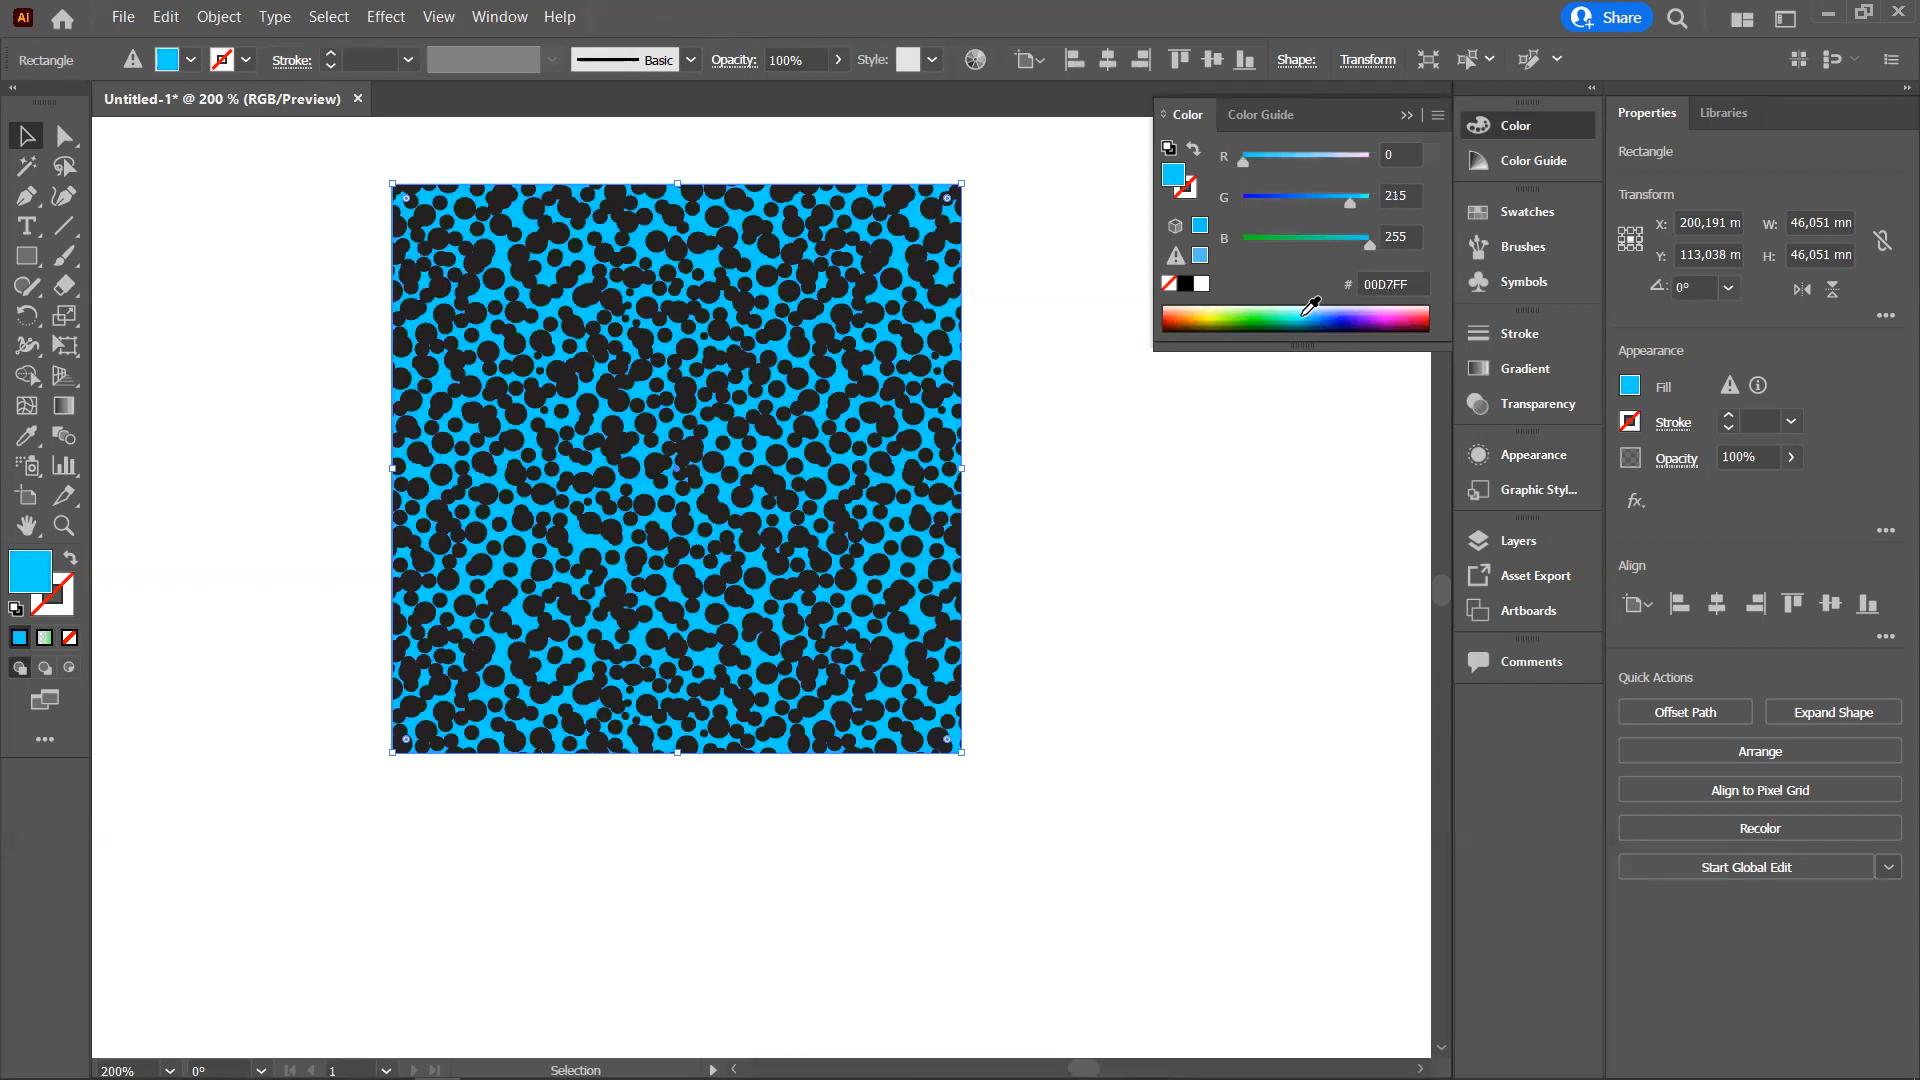 Ai File Edit Object Type Select Effect View Window Help Share
Rectangle Stroke: Basic Opacity: 100% Style: Shape: Transform
Untitled-1* @ 200 % (RGB/Preview) ×
Color Color Guide
R 0
G 215
B 255
# 00D7FF
T
Color
Color Guide
Swatches
Brushes
Symbols
Stroke
Gradient
Transparency
Appearance
Graphic Styl...
Layers
Asset Export
Artboards
Comments
Properties Libraries
Rectangle
Transform
X: 200,191 m W: 46,051 mm
Y: 113,038 m H: 46,051 mm
0°
Appearance
Fill
Stroke
Opacity 100%
fx.
Align
Quick Actions
Offset Path Expand Shape
Arrange
Align to Pixel Grid
Recolor
Start Global Edit
200% 0° 1 Selection